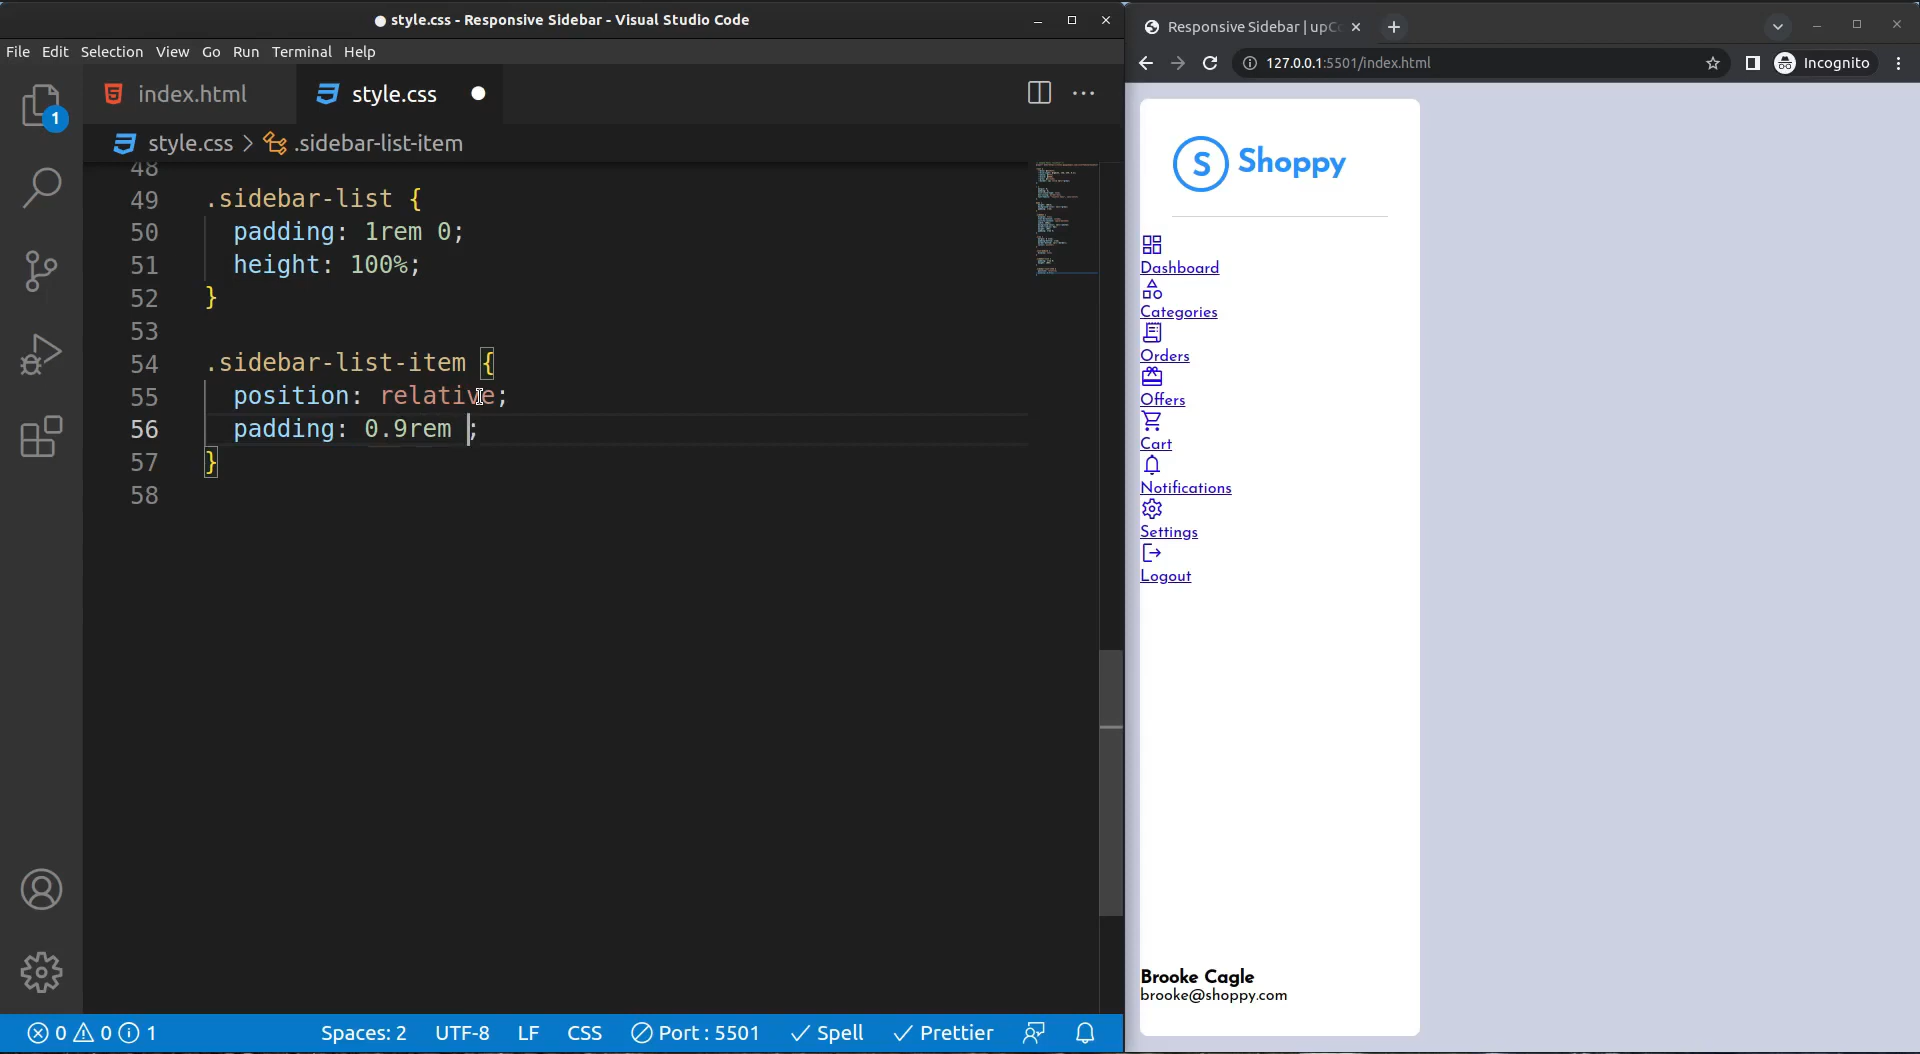 style.css - Responsive Sidebar - Visual Studio Code
File Edit Selection View Go Run Terminal Help
1
index.html
style.css
style.css > .sidebar-list-item
48
49 .sidebar-list {
50 padding: 1rem 0;
51 height: 100%;
52 }
53
54 .sidebar-list-item {
55 position: relative;
56 padding: 0.9rem ;
57 }
58
0 0 1 Spaces: 2 UTF-8 LF CSS Port : 5501 Spell Prettier
Responsive Sidebar | upCo
127.0.0.1:5501/index.html Incognito
S Shoppy
Dashboard
Categories
Orders
Offers
Cart
Notifications
Settings
Logout
Brooke Cagle
brooke@shoppy.com